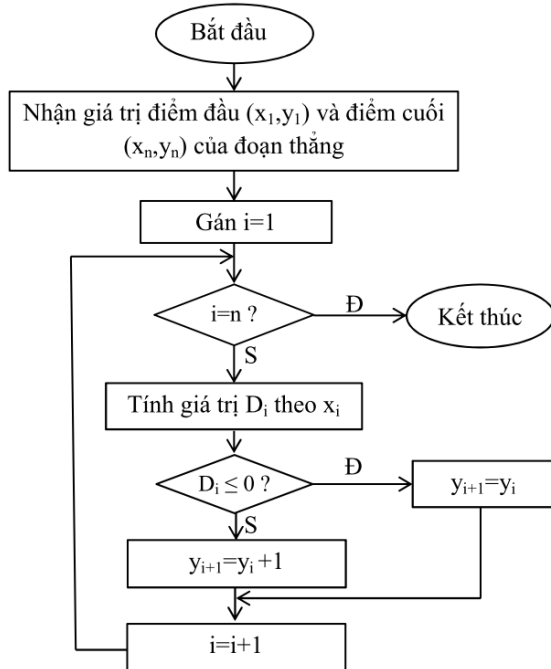 Bắt đầu
Nhận giá trị điểm đầu (x₁,y₁) và điểm cuối
(xₙ,yₙ) của đoạn thẳng
Gán i=1
i=n ?
Đ
Kết thúc
S
Tính giá trị Dᵢ theo xᵢ
Dᵢ ≤ 0 ?
Đ
yᵢ₊₁=yᵢ
S
yᵢ₊₁=yᵢ +1
i=i+1